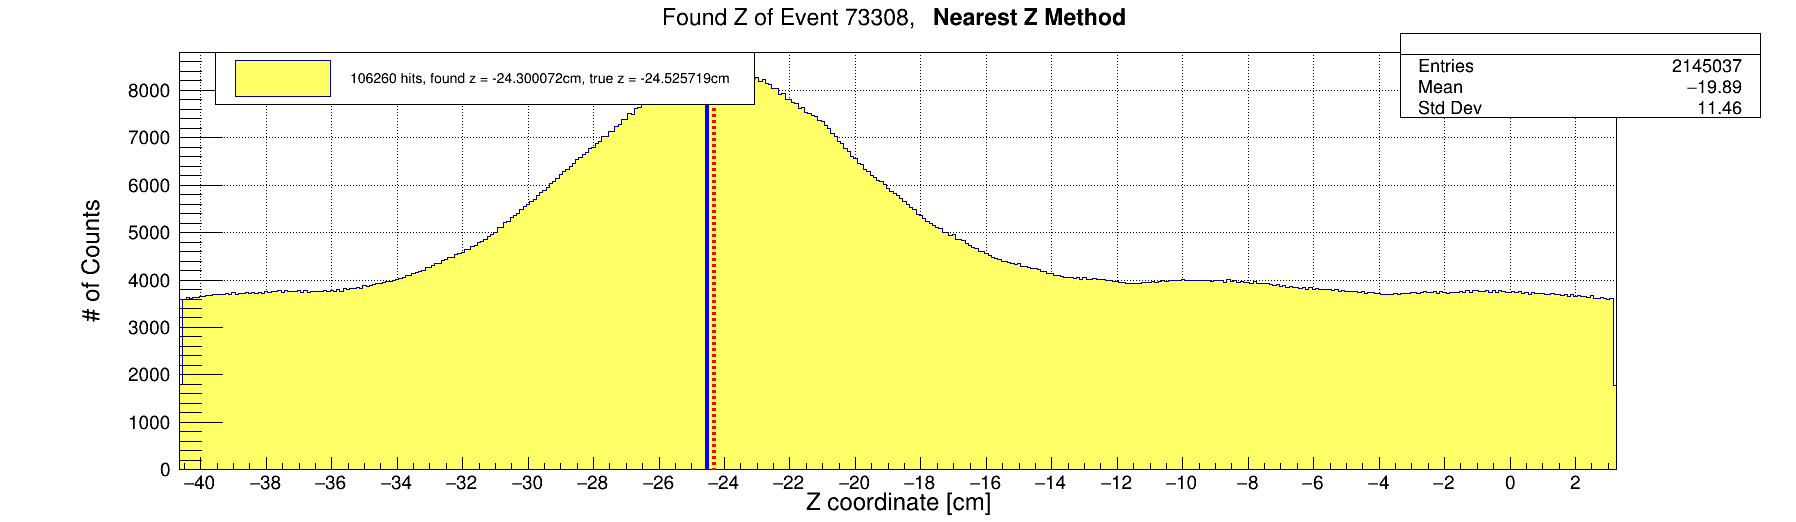 Found Z of Event 73308, Nearest Z Method
106260 hits, found z = -24.300072cm, true z = -24.525719cm
Entries 2145037
Mean −19.89
Std Dev 11.46
# of Counts
8000
7000
6000
5000
4000
3000
2000
1000
0
−40 −38 −36 −34 −32 −30 −28 −26 −24 −22 −20 −18 −16 −14 −12 −10 −8 −6 −4 −2 0 2
Z coordinate [cm]